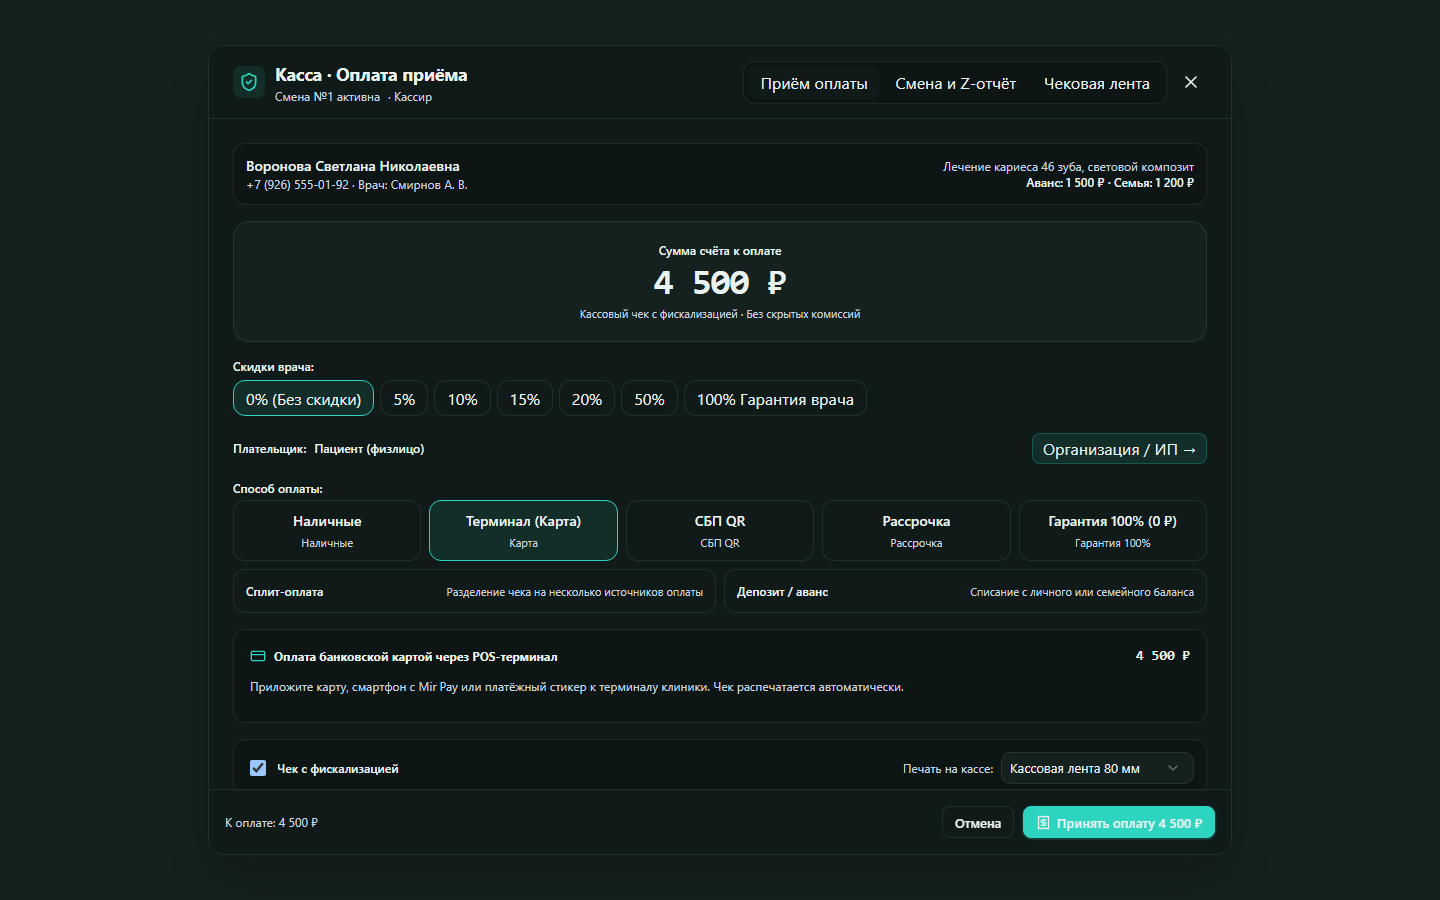 Касса · Оплата приёма
Смена №1 активна · Кассир
Приём оплаты
Смена и Z-отчёт
Чековая лента
Воронова Светлана Николаевна
+7 (926) 555-01-92 · Врач: Смирнов А. В.
Лечение кариеса 46 зуба, световой композит
Аванс: 1 500 ₽ · Семья: 1 200 ₽
Сумма счёта к оплате
4 500 ₽
Кассовый чек с фискализацией · Без скрытых комиссий
Скидки врача:
0% (Без скидки)
5%
10%
15%
20%
50%
100% Гарантия врача
Плательщик: Пациент (физлицо)
Организация / ИП →
Способ оплаты:
Наличные
Наличные
Терминал (Карта)
Карта
СБП QR
СБП QR
Рассрочка
Рассрочка
Гарантия 100% (0 ₽)
Гарантия 100%
Сплит-оплата
Разделение чека на несколько источников оплаты
Депозит / аванс
Списание с личного или семейного баланса
Оплата банковской картой через POS-терминал
4 500 ₽
Приложите карту, смартфон с Mir Pay или платёжный стикер к терминалу клиники. Чек распечатается автоматически.
Чек с фискализацией
Печать на кассе:
Кассовая лента 80 мм
К оплате: 4 500 ₽
Отмена
Принять оплату 4 500 ₽